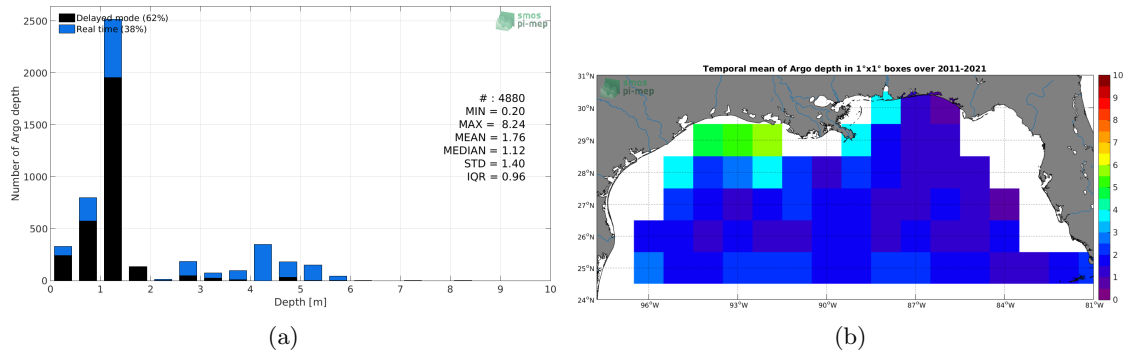 Delayed mode (62%)
Real time (38%)
smos
pi-mep
2500
2000
1500
1000
500
0
Number of Argo depth
# : 4880
MIN = 0.20
MAX = 8.24
MEAN = 1.76
MEDIAN = 1.12
STD = 1.40
IQR = 0.96
0 1 2 3 4 5 6 7 8 9 10
Depth [m]
(a)
Temporal mean of Argo depth in 1°x1° boxes over 2011-2021
smos
pi-mep
31°N
30°N
29°N
28°N
27°N
26°N
25°N
24°N
96°W 93°W 90°W 87°W 84°W 81°W
10
9
8
7
6
5
4
3
2
1
0
(b)